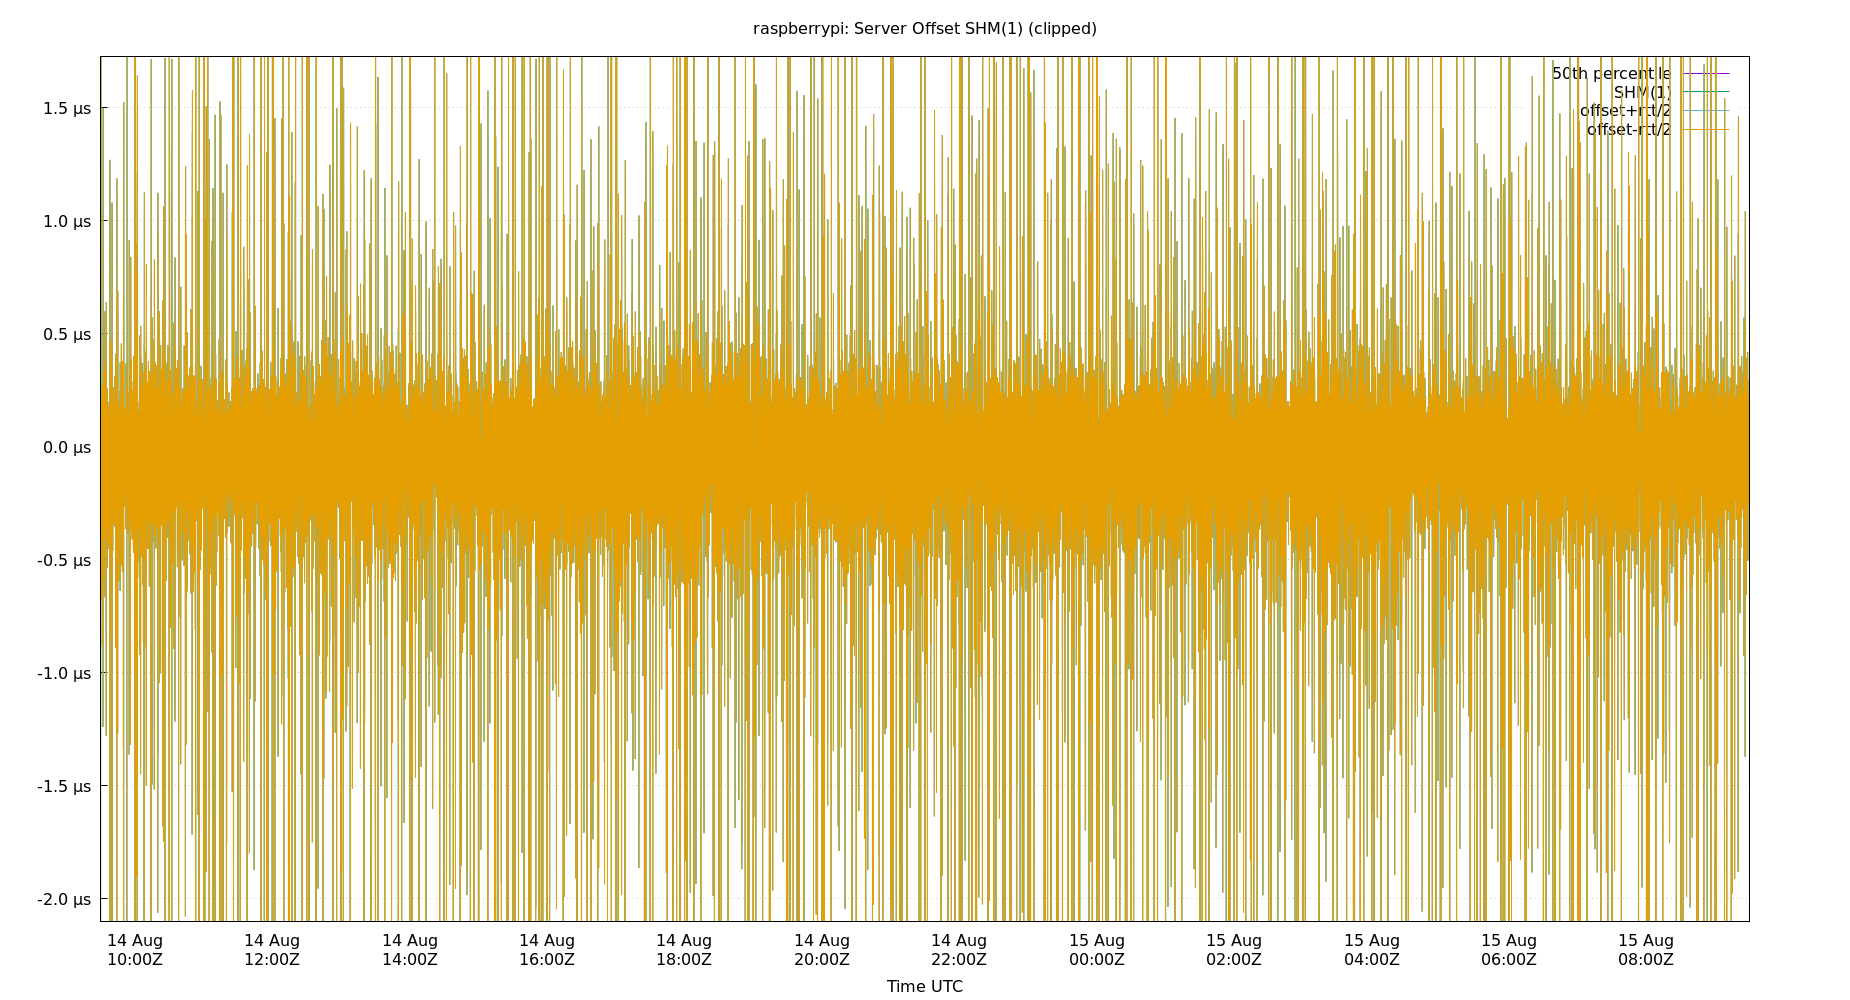 raspberrypi: Server Offset SHM(1) (clipped)
50th percentile
SHM(1)
offset+rtt/2
offset-rtt/2
1.5 µs
1.0 µs
0.5 µs
0.0 µs
-0.5 µs
-1.0 µs
-1.5 µs
-2.0 µs
14 Aug 14 Aug 14 Aug 14 Aug 14 Aug 14 Aug 14 Aug 15 Aug 15 Aug 15 Aug 15 Aug 15 Aug
10:00Z 12:00Z 14:00Z 16:00Z 18:00Z 20:00Z 22:00Z 00:00Z 02:00Z 04:00Z 06:00Z 08:00Z
Time UTC